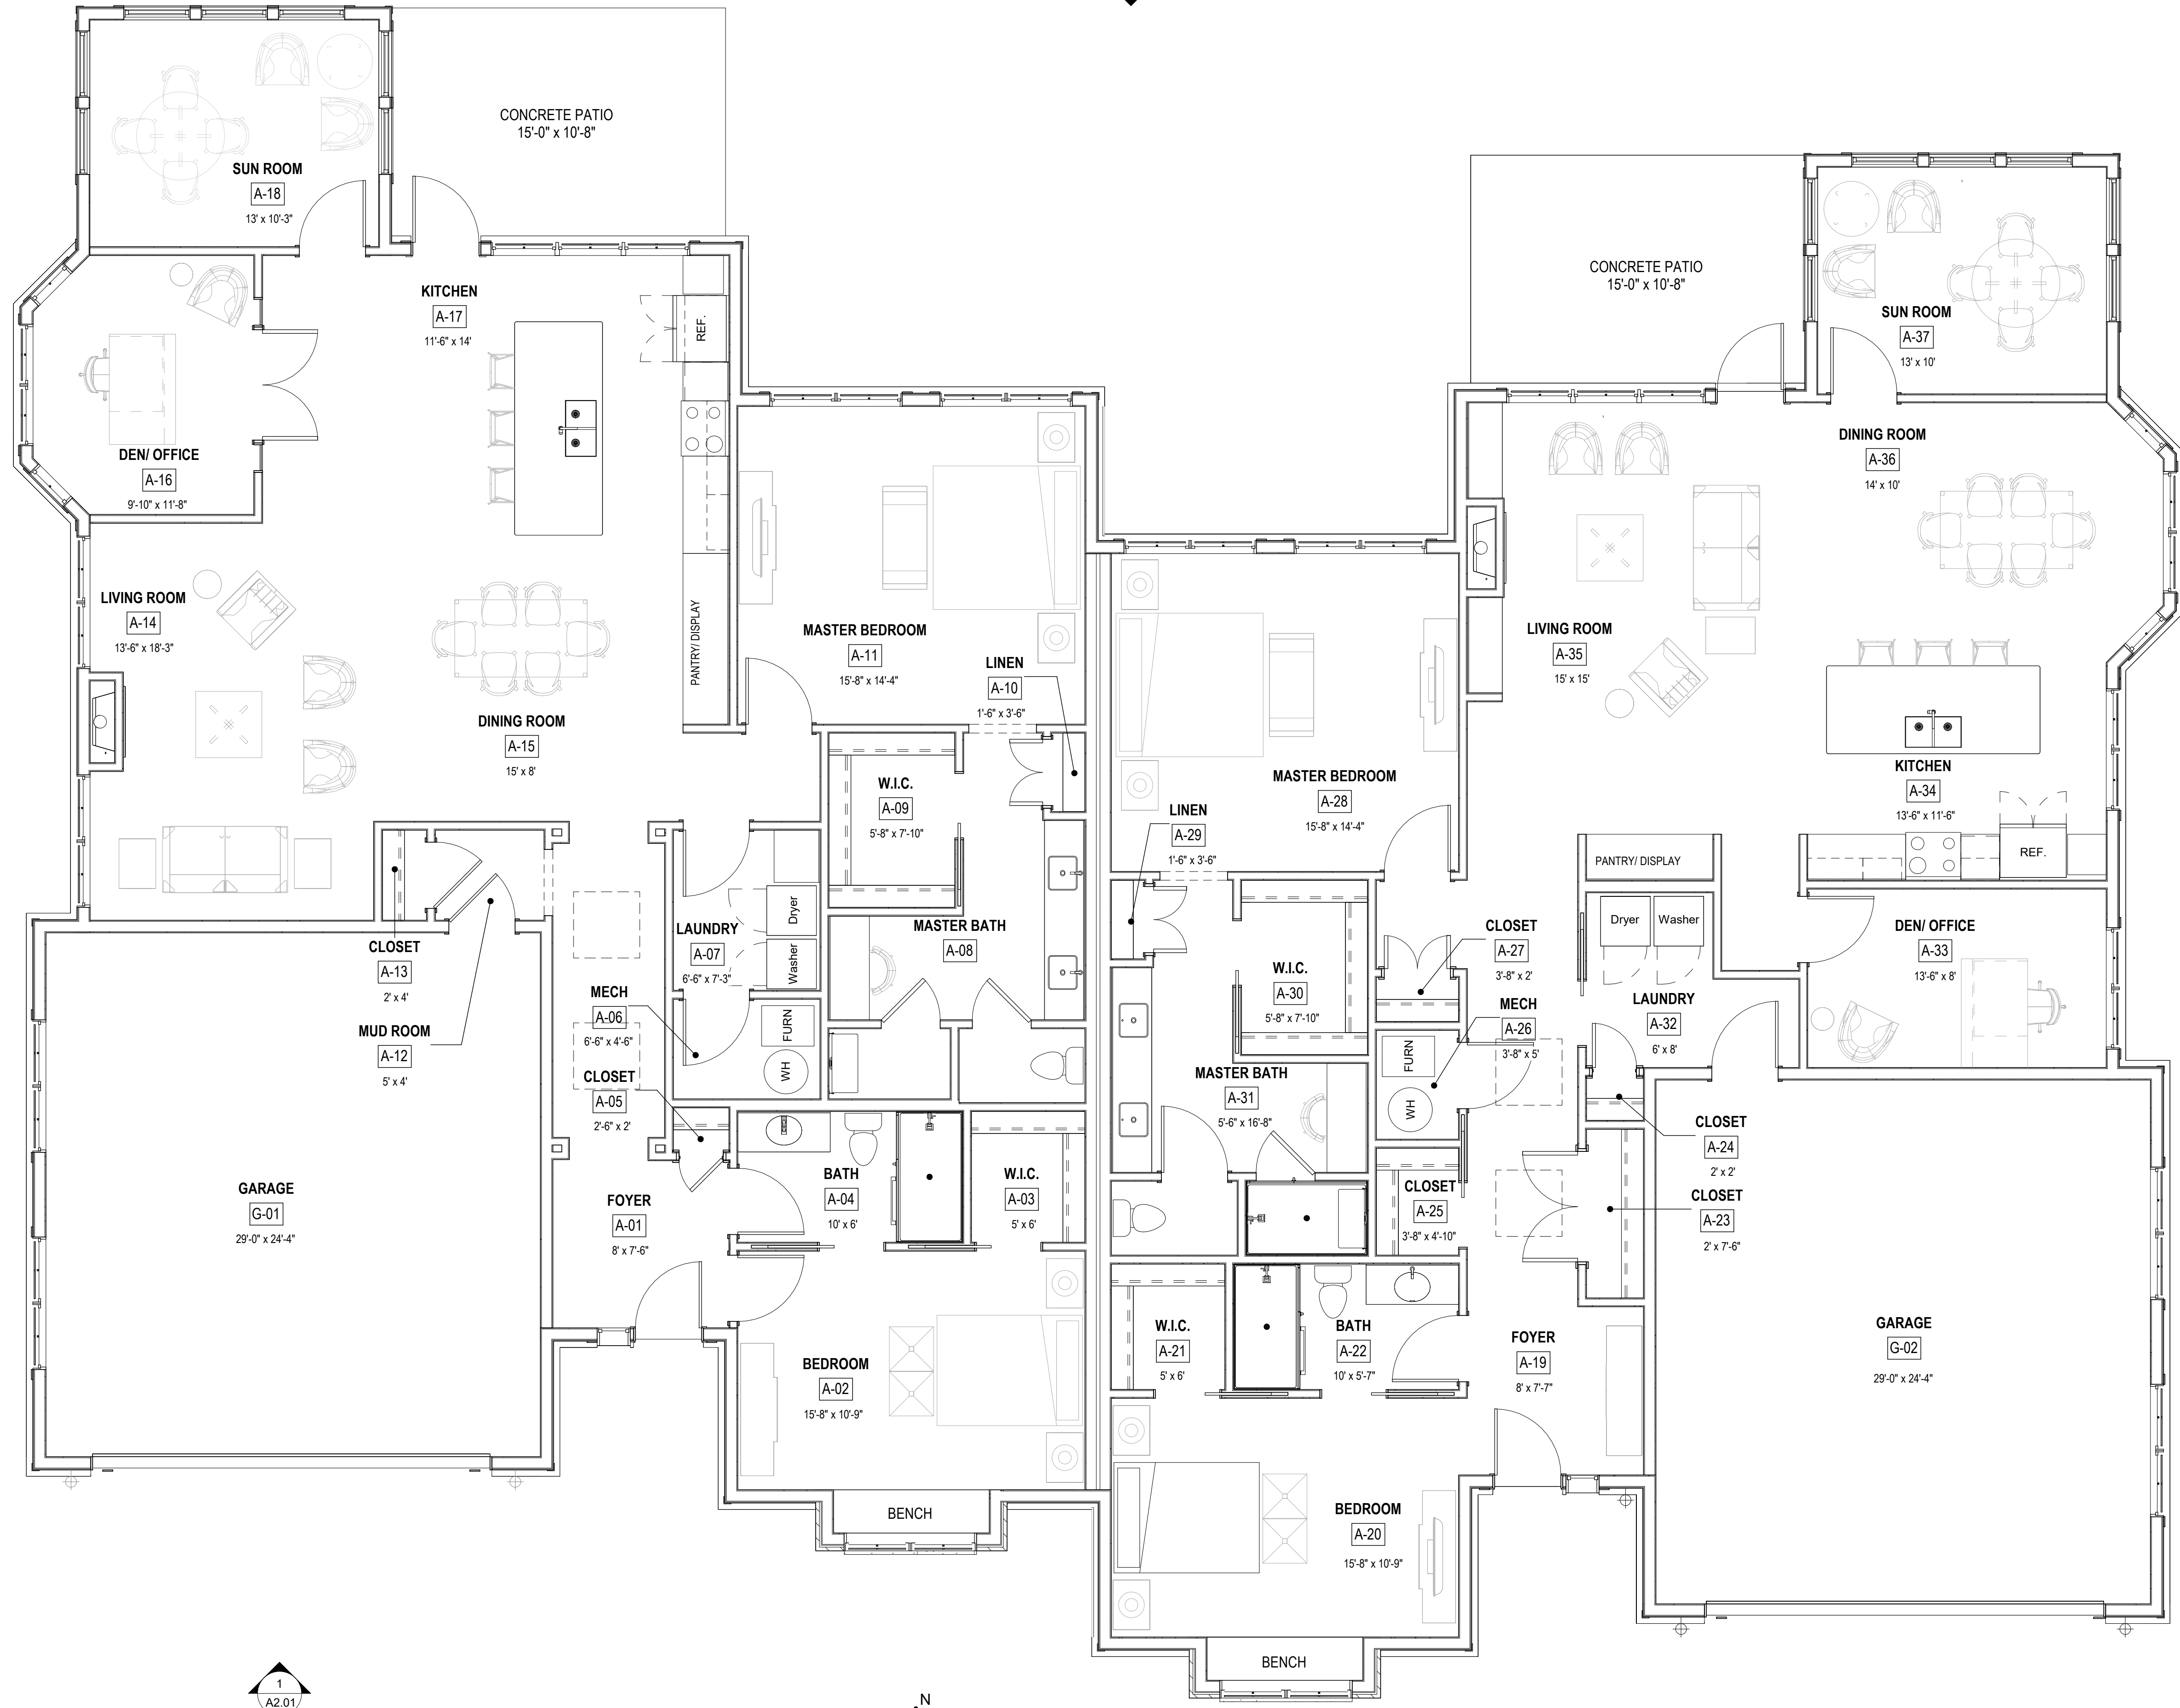 CONCRETE PATIO
15'-0" x 10'-8"
SUN ROOM
A-18
13' x 10'-3"
KITCHEN
A-17
11'-6" x 14'
REF.
DEN/ OFFICE
A-16
9'-10" x 11'-8"
LIVING ROOM
A-14
13'-6" x 18'-3"
DINING ROOM
A-15
15' x 8'
PANTRY/ DISPLAY
MASTER BEDROOM
A-11
15'-8" x 14'-4"
LINEN
A-10
1'-6" x 3'-6"
W.I.C.
A-09
5'-8" x 7'-10"
MASTER BATH
A-08
LAUNDRY
A-07
6'-6" x 7'-3"
Dryer
Washer
MECH
A-06
6'-6" x 4'-6"
FURN
WH
CLOSET
A-05
2'-6" x 2'
CLOSET
A-13
2' x 4'
MUD ROOM
A-12
5' x 4'
GARAGE
G-01
29'-0" x 24'-4"
FOYER
A-01
8' x 7'-6"
BATH
A-04
10' x 6'
W.I.C.
A-03
5' x 6'
BEDROOM
A-02
15'-8" x 10'-9"
BENCH
CONCRETE PATIO
15'-0" x 10'-8"
SUN ROOM
A-37
13' x 10'
DINING ROOM
A-36
14' x 10'
LIVING ROOM
A-35
15' x 15'
KITCHEN
A-34
13'-6" x 11'-6"
REF.
PANTRY/ DISPLAY
MASTER BEDROOM
A-28
15'-8" x 14'-4"
LINEN
A-29
1'-6" x 3'-6"
W.I.C.
A-30
5'-8" x 7'-10"
CLOSET
A-27
3'-8" x 2'
MECH
A-26
3'-8" x 5'
FURN
WH
Dryer
Washer
LAUNDRY
A-32
6' x 8'
DEN/ OFFICE
A-33
13'-6" x 8'
MASTER BATH
A-31
5'-6" x 16'-8"
CLOSET
A-25
3'-8" x 4'-10"
CLOSET
A-24
2' x 2'
CLOSET
A-23
2' x 7'-6"
W.I.C.
A-21
5' x 6'
BATH
A-22
10' x 5'-7"
FOYER
A-19
8' x 7'-7"
GARAGE
G-02
29'-0" x 24'-4"
BEDROOM
A-20
15'-8" x 10'-9"
BENCH
1
A2.01
N